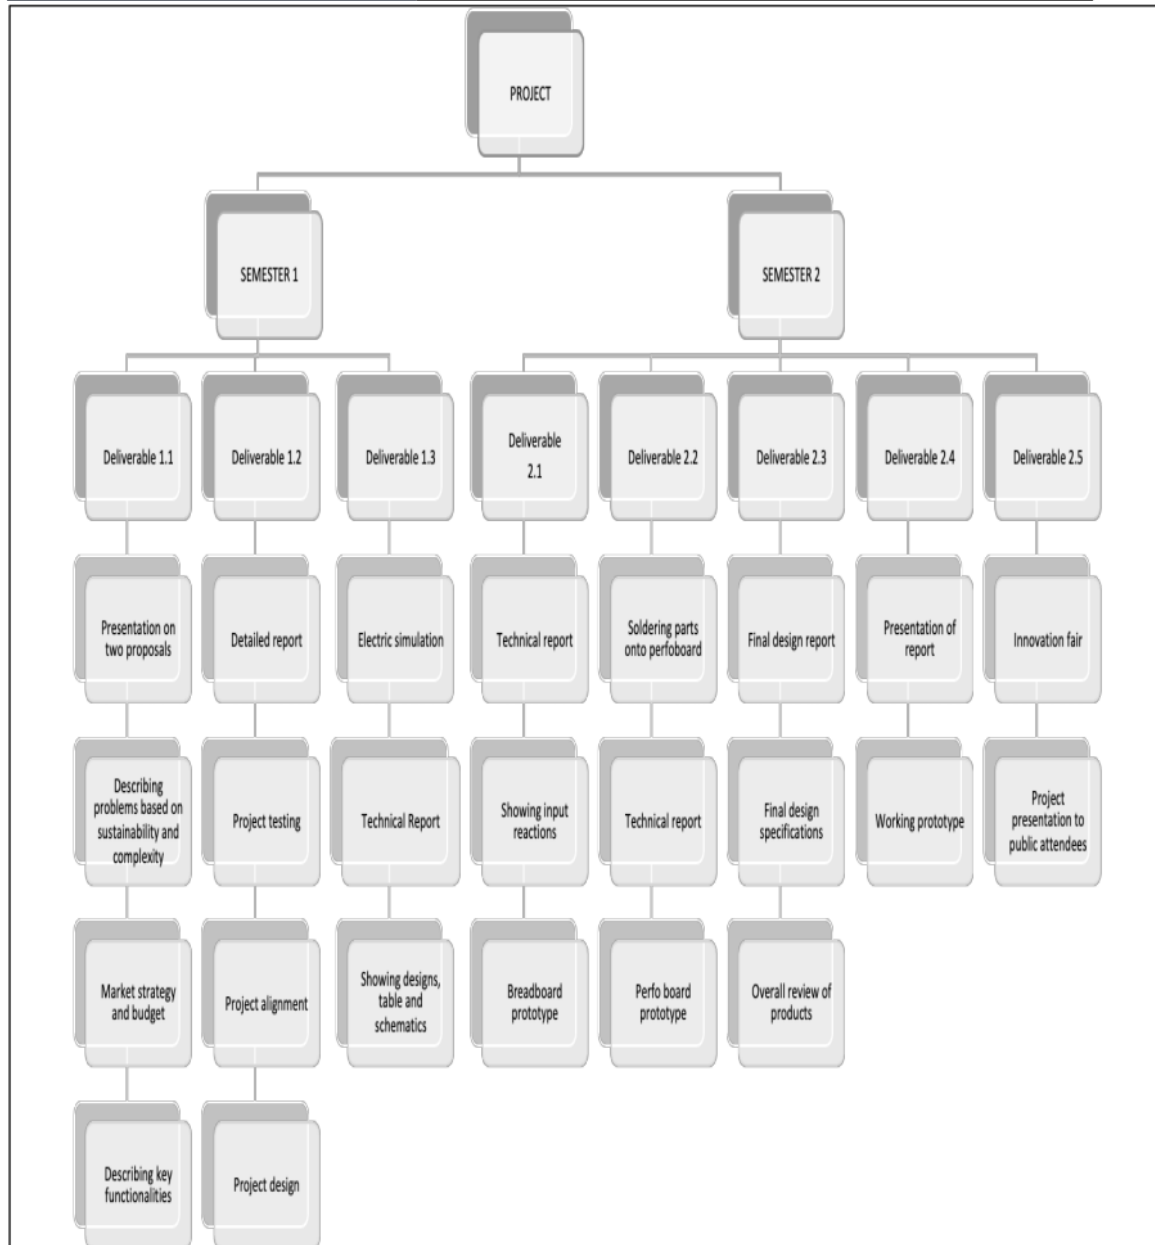 PROJECT
SEMESTER 1
SEMESTER 2
Deliverable 1.1
Deliverable 1.2
Deliverable 1.3
Deliverable
2.1
Deliverable 2.2
Deliverable 2.3
Deliverable 2.4
Deliverable 2.5
Presentation on
two proposals
Detailed report
Electric simulation
Technical report
Soldering parts
onto perfoboard
Final design report
Presentation of
report
Innovation fair
Describing
problems based on
sustainability and
complexity
Project testing
Technical Report
Showing input
reactions
Technical report
Final design
specifications
Working prototype
Project
presentation to
public attendees
Market strategy
and budget
Project alignment
Showing designs,
table and
schematics
Breadboard
prototype
Perfo board
prototype
Overall review of
products
Describing key
functionalities
Project design